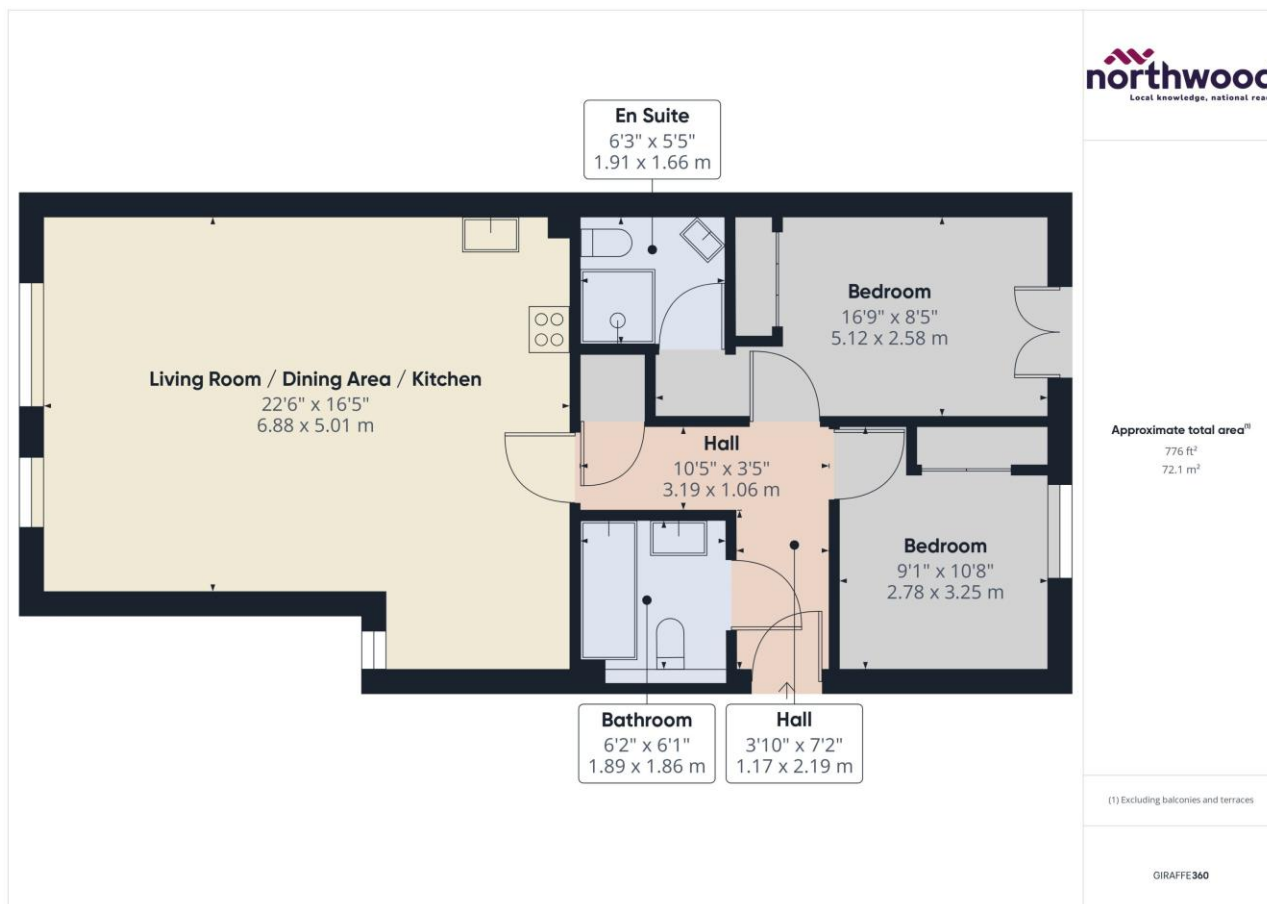 northwood
Local knowledge, national
En Suite
6'3" x 5'5"
1.91 x 1.66 m
Bedroom
16'9" x 8'5"
5.12 x 2.58 m
Living Room / Dining Area / Kitchen
22'6" x 16'5"
6.88 x 5.01 m
Hall
10'5" x 3'5"
3.19 x 1.06 m
Bedroom
9'1" x 10'8"
2.78 x 3.25 m
Bathroom
6'2" x 6'1"
1.89 x 1.86 m
Hall
3'10" x 7'2"
1.17 x 2.19 m
Approximate total area(1)
776 ft²
72.1 m²
(1) Excluding balconies and terraces
GIRAFFE360